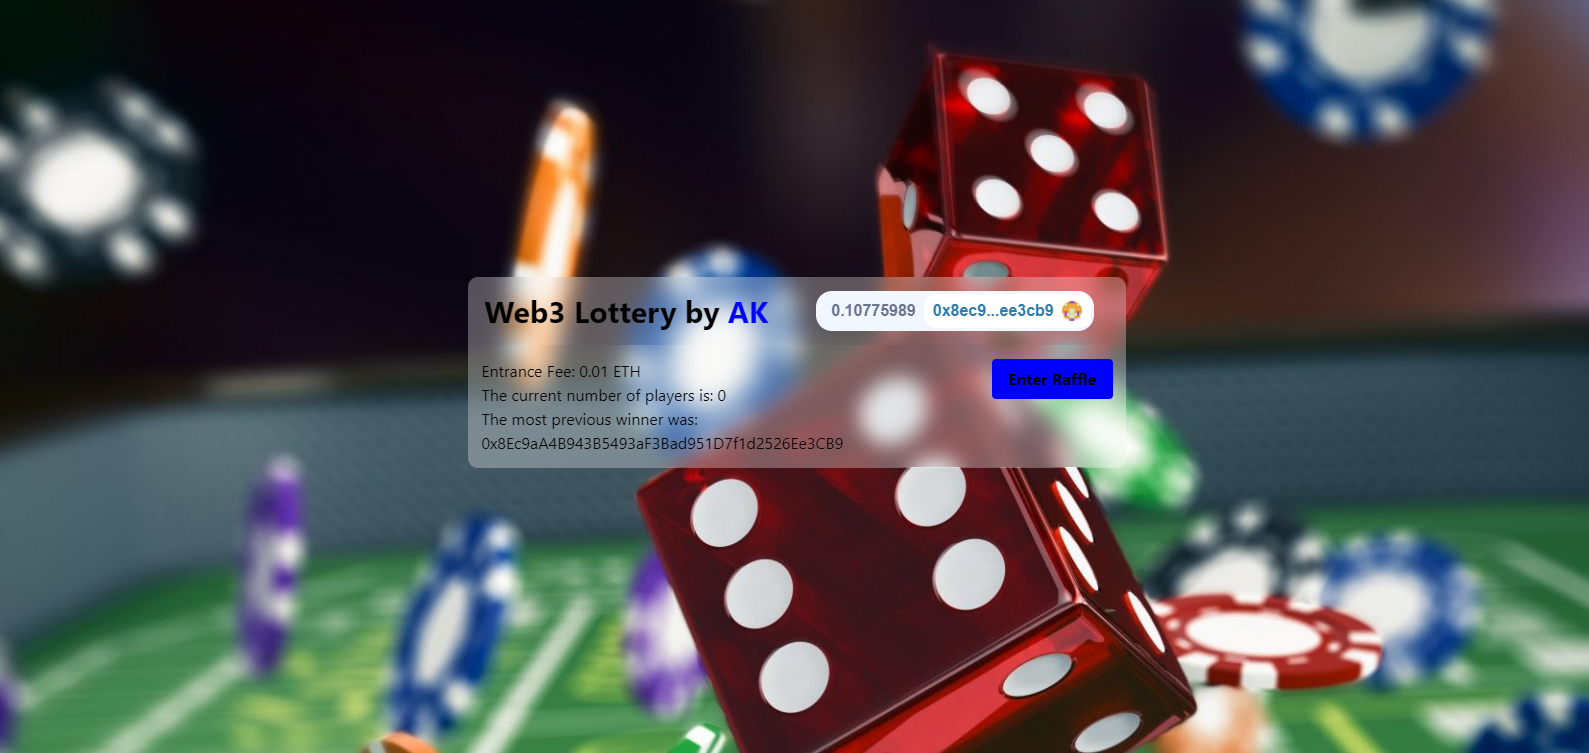 Web3 Lottery by AK
0.10775989 0x8ec9...ee3cb9
Entrance Fee: 0.01 ETH
Enter Raffle
The current number of players is: 0
The most previous winner was:
0x8Ec9aA4B943B5493aF3Bad951D7f1d2526Ee3CB9